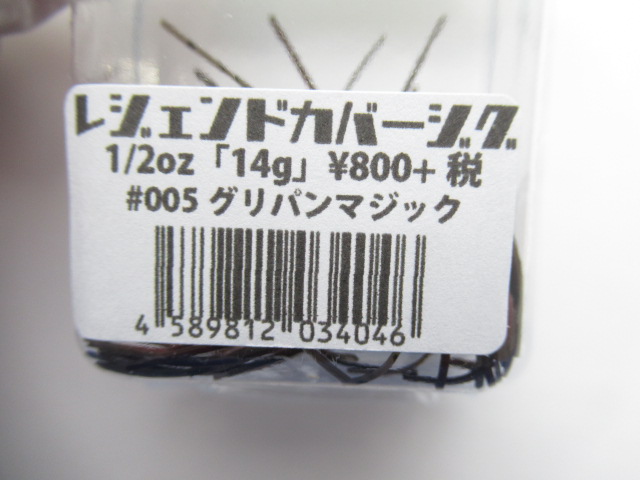 レジェンドカバージグ
1/2oz「14g」¥800+税
#005 グリパンマジック
4 589812 034046